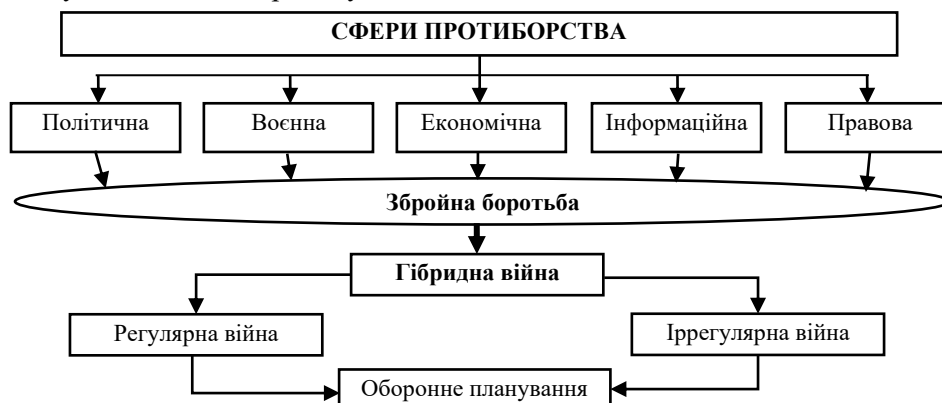 СФЕРИ ПРОТИБОРСТВА
Політична
Воєнна
Економічна
Інформаційна
Правова
Збройна боротьба
Гібридна війна
Регулярна війна
Іррегулярна війна
Оборонне планування